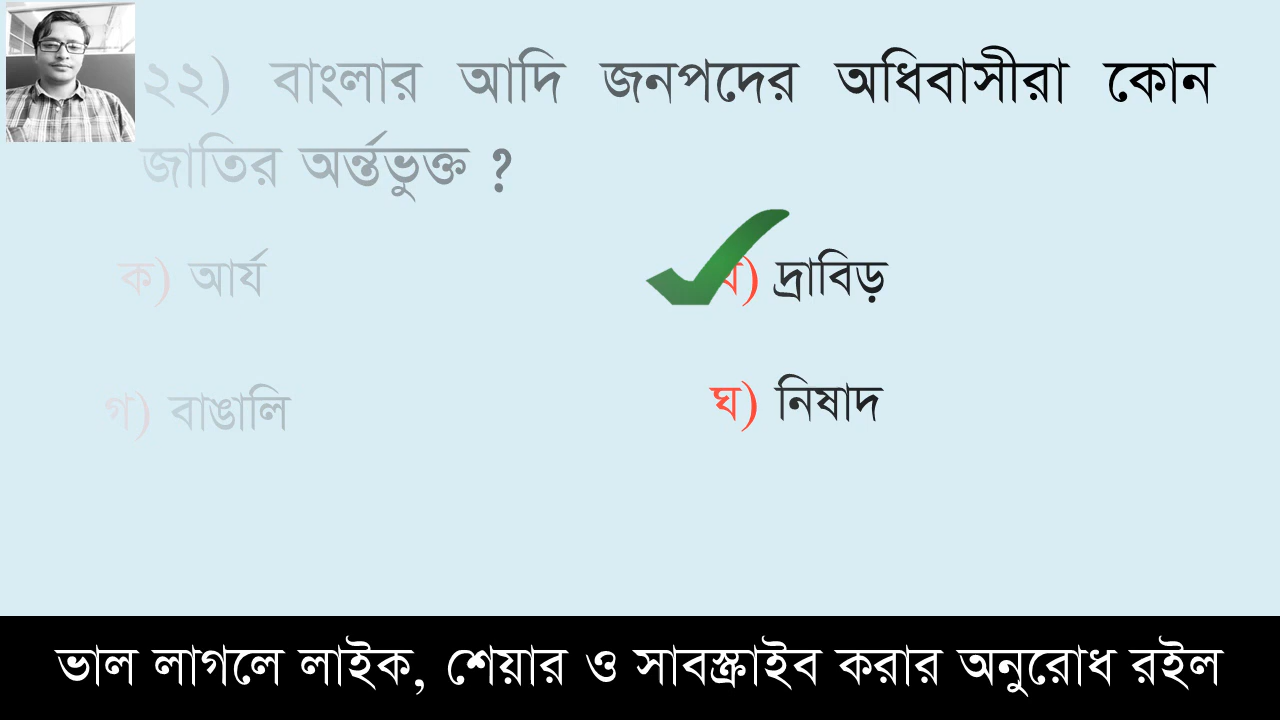 ২২) বাংলার আদি জনপদের অধিবাসীরা কোন
জাতির অর্ন্তভুক্ত ?
ক) আর্য
খ) দ্রাবিড়
গ) বাঙালি
ঘ) নিষাদ
ভাল লাগলে লাইক, শেয়ার ও সাবস্ক্রাইব করার অনুরোধ রইল